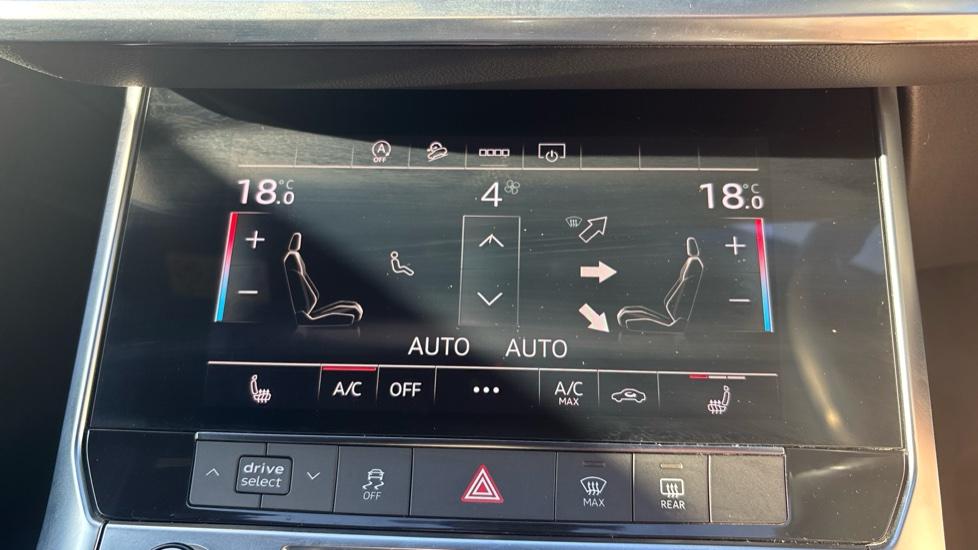 A
OFF
18.0 °C 4 18.0 °C
+ +
− −
AUTO AUTO
A/C OFF ... A/C MAX
drive select
OFF MAX REAR